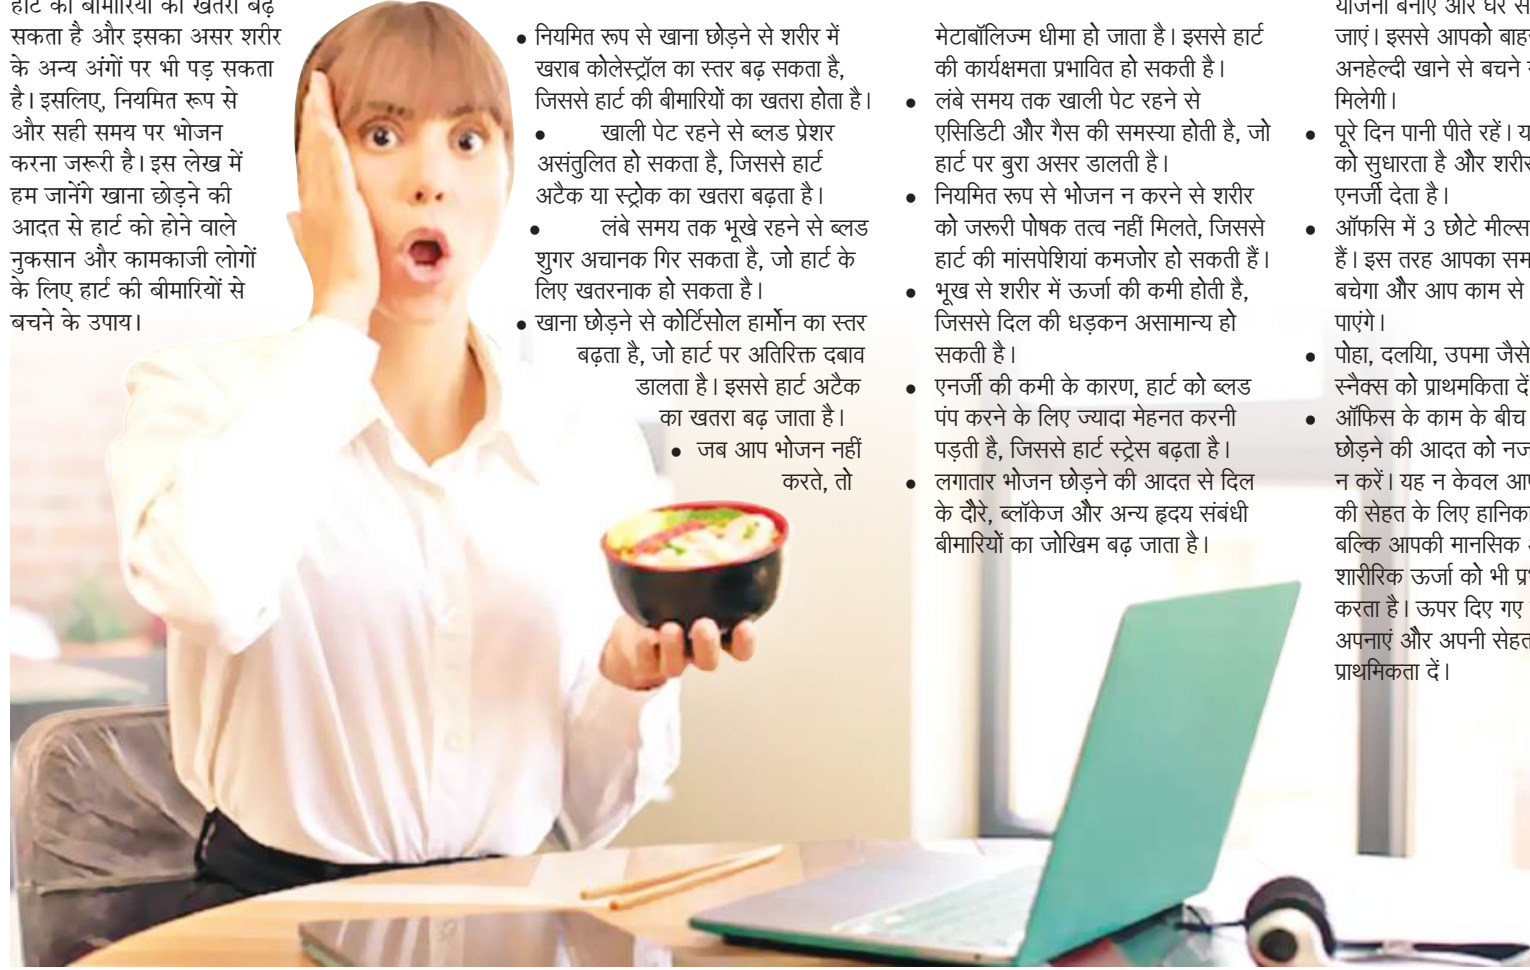 हार्ट की बीमारियों का खतरा बढ़
सकता है और इसका असर शरीर
के अन्य अंगों पर भी पड़ सकता
है। इसलिए, नियमित रूप से
और सही समय पर भोजन
करना जरूरी है। इस लेख में
हम जानेंगे खाना छोड़ने की
आदत से हार्ट को होने वाले
नुकसान और कामकाजी लोगों
के लिए हार्ट की बीमारियों से
बचने के उपाय।
• नियमित रूप से खाना छोड़ने से शरीर में
खराब कोलेस्ट्रॉल का स्तर बढ़ सकता है,
जिससे हार्ट की बीमारियों का खतरा होता है।
• खाली पेट रहने से ब्लड प्रेशर
असंतुलित हो सकता है, जिससे हार्ट
अटैक या स्ट्रोक का खतरा बढ़ता है।
• लंबे समय तक भूखे रहने से ब्लड
शुगर अचानक गिर सकता है, जो हार्ट के
लिए खतरनाक हो सकता है।
• खाना छोड़ने से कोर्टिसोल हार्मोन का स्तर
बढ़ता है, जो हार्ट पर अतिरिक्त दबाव
डालता है। इससे हार्ट अटैक
का खतरा बढ़ जाता है।
• जब आप भोजन नहीं
करते, तो
मेटाबॉलिज्म धीमा हो जाता है। इससे हार्ट
की कार्यक्षमता प्रभावित हो सकती है।
• लंबे समय तक खाली पेट रहने से
एसिडिटी और गैस की समस्या होती है, जो
हार्ट पर बुरा असर डालती है।
• नियमित रूप से भोजन न करने से शरीर
को जरूरी पोषक तत्व नहीं मिलते, जिससे
हार्ट की मांसपेशियां कमजोर हो सकती हैं।
• भूख से शरीर में ऊर्जा की कमी होती है,
जिससे दिल की धड़कन असामान्य हो
सकती है।
• एनर्जी की कमी के कारण, हार्ट को ब्लड
पंप करने के लिए ज्यादा मेहनत करनी
पड़ती है, जिससे हार्ट स्ट्रेस बढ़ता है।
• लगातार भोजन छोड़ने की आदत से दिल
के दौरे, ब्लॉकेज और अन्य हृदय संबंधी
बीमारियों का जोखिम बढ़ जाता है।
योजना बनाएं और घर से
जाएं। इससे आपको
अनहेल्दी खाने से बचने
मिलेगी।
• पूरे दिन पानी पीते रहें।
को सुधारता है और
एनर्जी देता है।
• ऑफसि में 3 छोटे मील्स
हैं। इस तरह आपका
बचेगा और आप काम से
पाएंगे।
• पोहा, दलयिा, उपमा जैसे
स्नैक्स को प्राथमकिता दें
• ऑफिस के काम के बीच
छोड़ने की आदत को
न करें। यह न केवल
की सेहत के लिए
बल्कि आपकी मानसिक
शारीरिक ऊर्जा को भी
करता है। ऊपर दिए गए
अपनाएं और अपनी सेहत
प्राथमिकता दें।